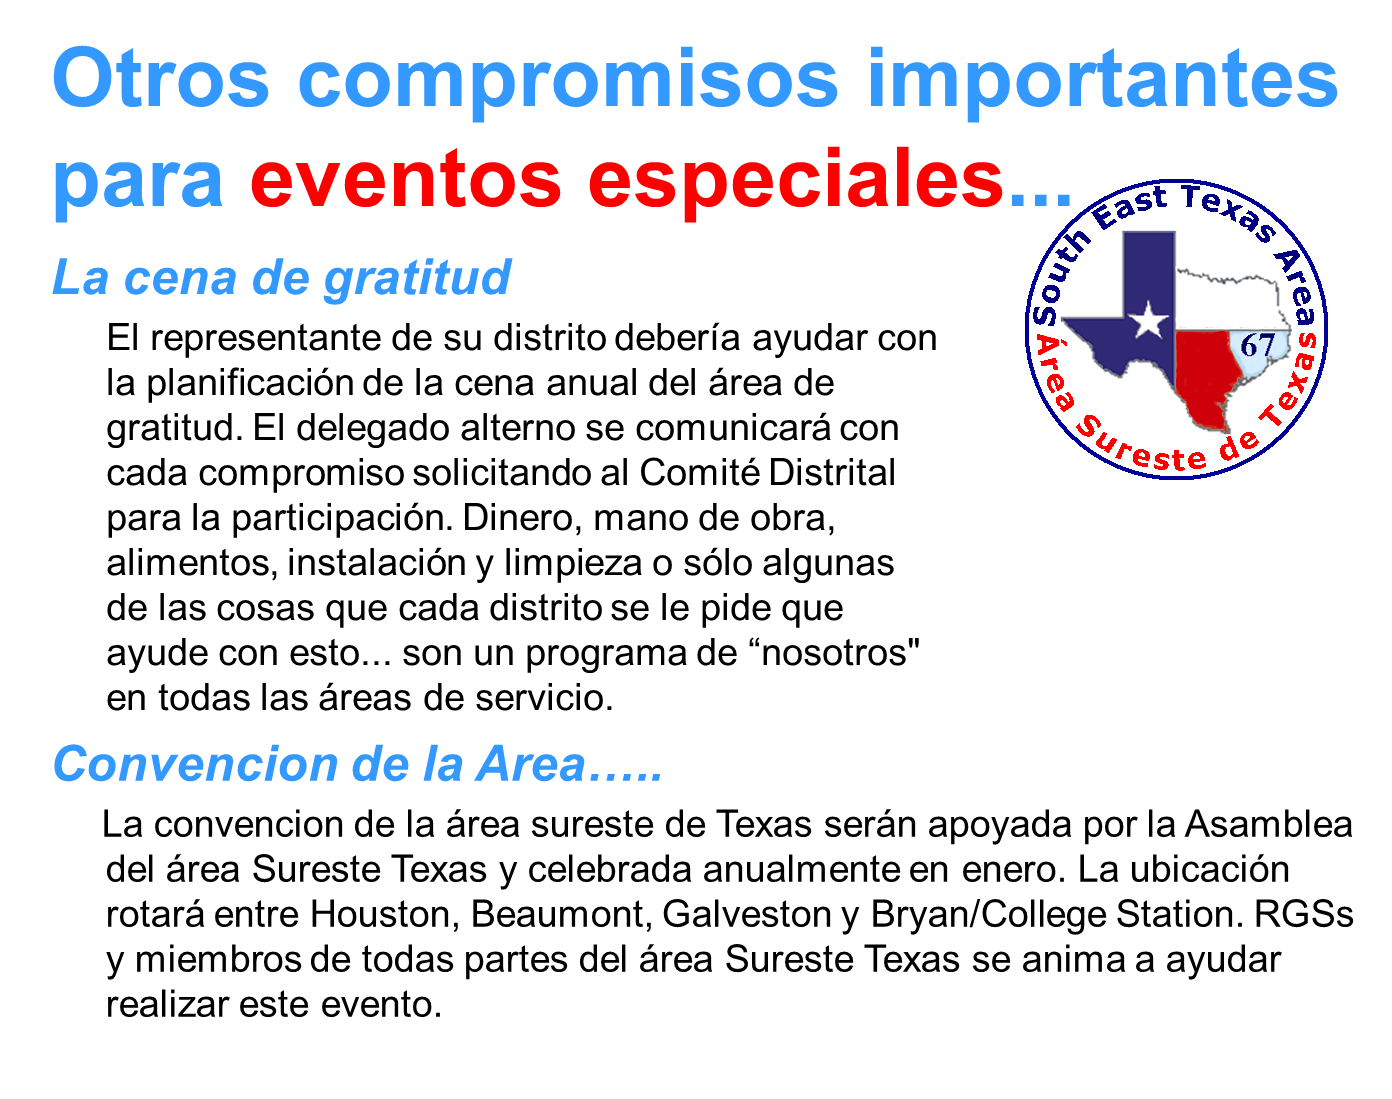 Otros compromisos importantes
para eventos especiales...
South East Texas Area
67
Área Sureste de Texas
La cena de gratitud
El representante de su distrito debería ayudar con
la planificación de la cena anual del área de
gratitud. El delegado alterno se comunicará con
cada compromiso solicitando al Comité Distrital
para la participación. Dinero, mano de obra,
alimentos, instalación y limpieza o sólo algunas
de las cosas que cada distrito se le pide que
ayude con esto... son un programa de “nosotros"
en todas las áreas de servicio.
Convencion de la Area…..
La convencion de la área sureste de Texas serán apoyada por la Asamblea
del área Sureste Texas y celebrada anualmente en enero. La ubicación
rotará entre Houston, Beaumont, Galveston y Bryan/College Station. RGSs
y miembros de todas partes del área Sureste Texas se anima a ayudar
realizar este evento.